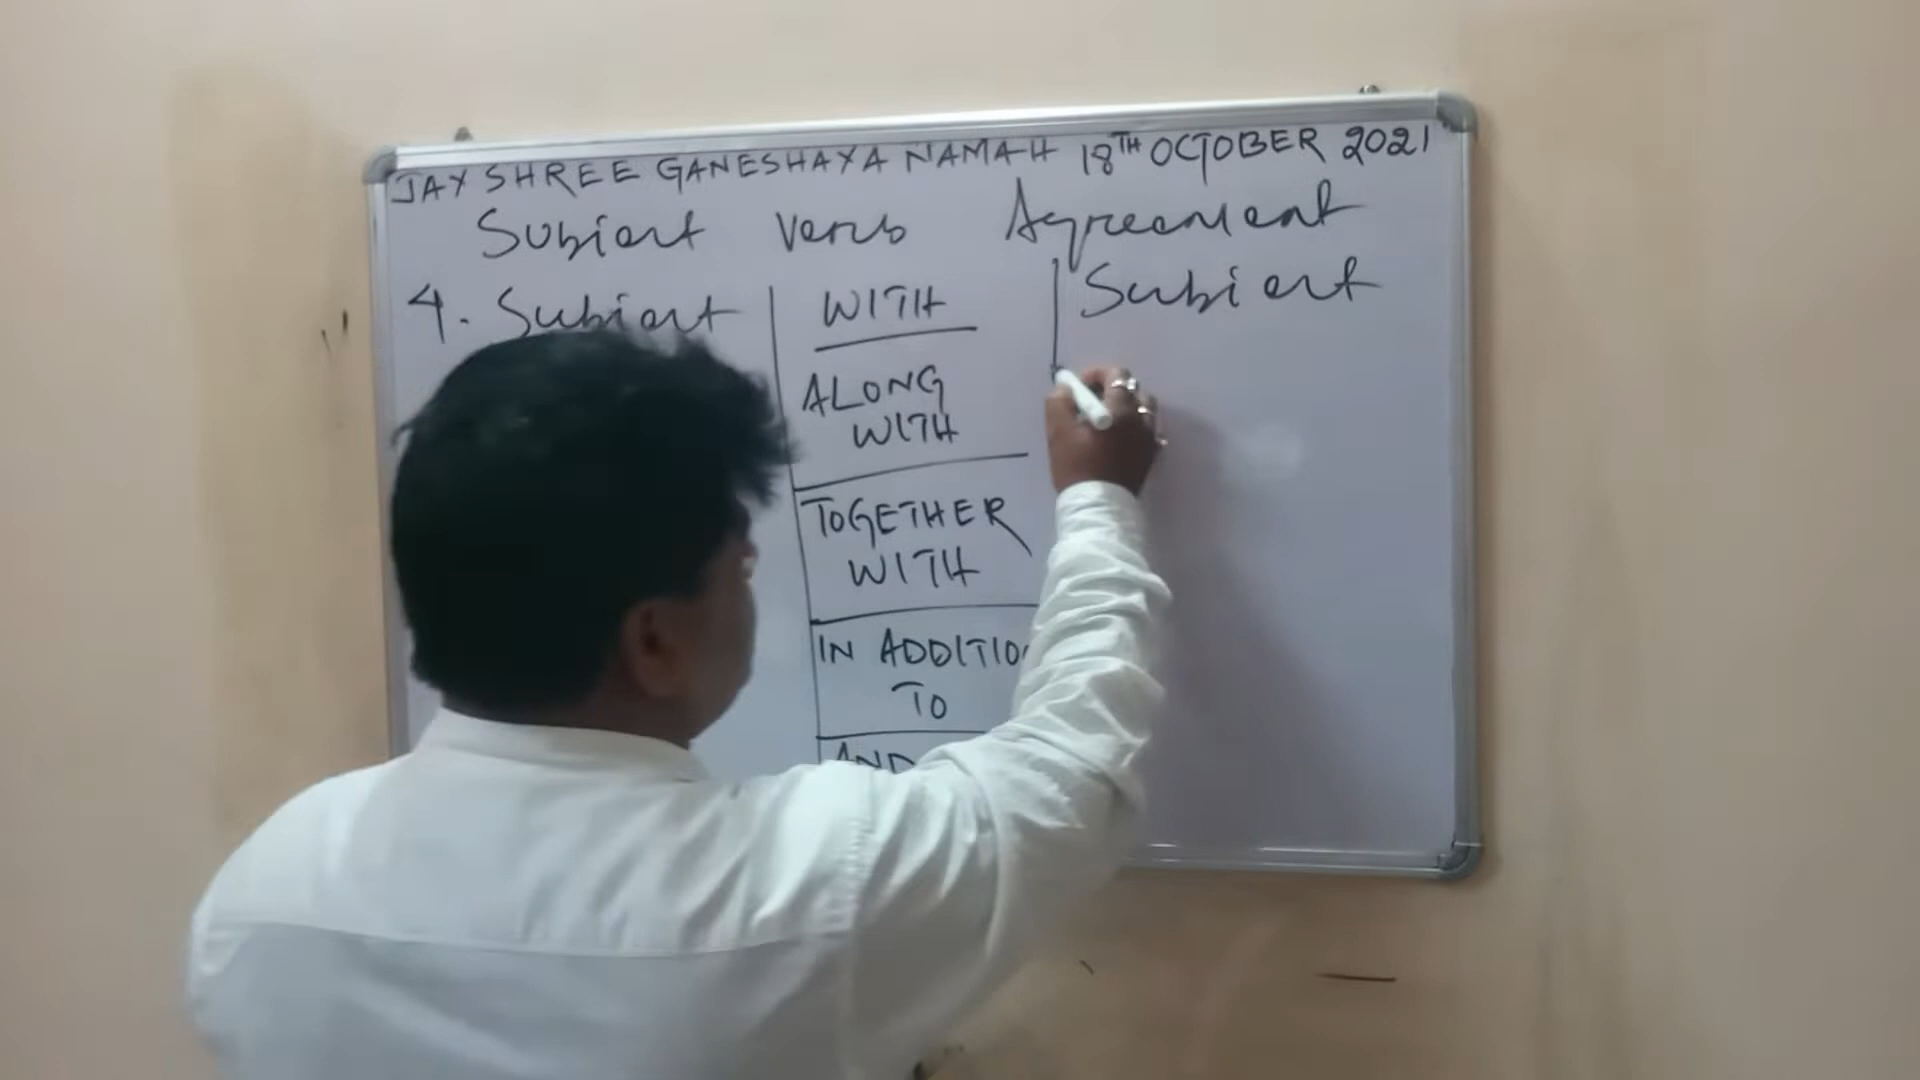 JAY SHREE GANESHAYA NAMAH 18TH OCTOBER 2021
Subject Verb Agreement
4. Subject | WITH | Subject
ALONG
WITH
TOGETHER
WITH
IN ADDITIO
TO
AND